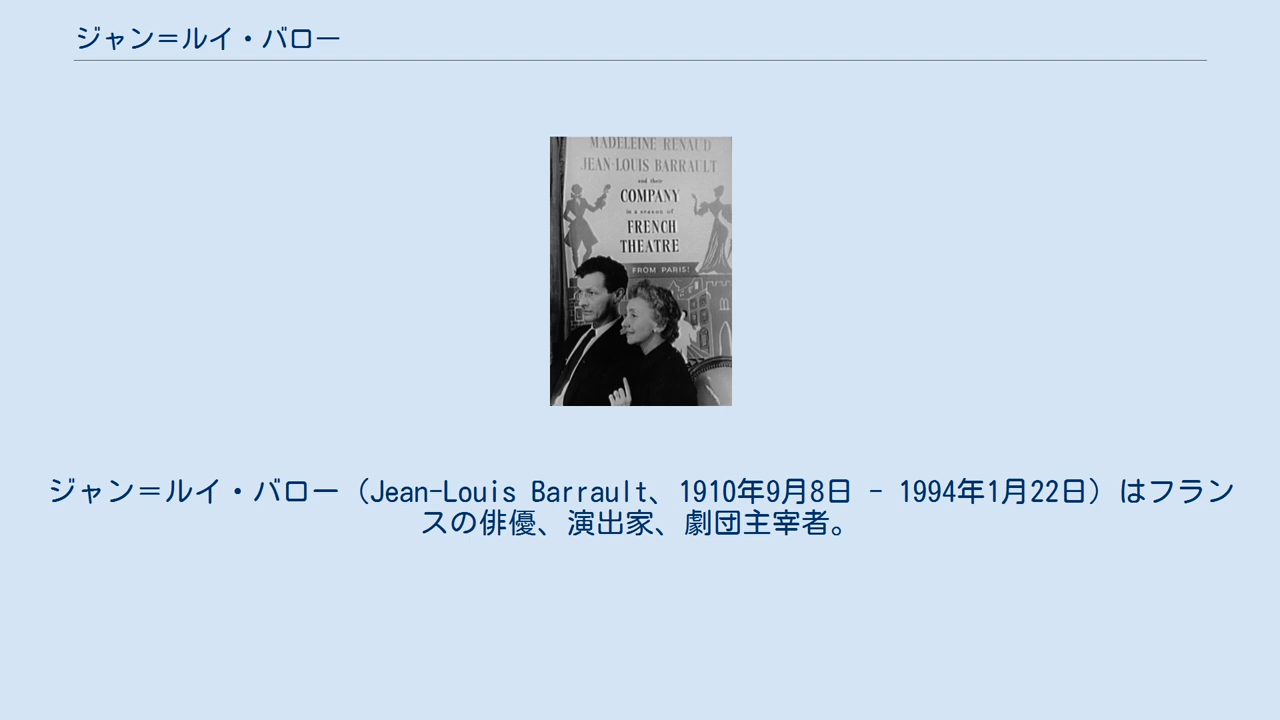 ジャン＝ルイ・バロー
MADELEINE RENAUD
JEAN-LOUIS BARRAULT
and their
COMPANY
in a season of
FRENCH
THEATRE
FROM PARIS!
ジャン＝ルイ・バロー（Jean-Louis Barrault、1910年9月8日 - 1994年1月22日）はフラン
スの俳優、演出家、劇団主宰者。